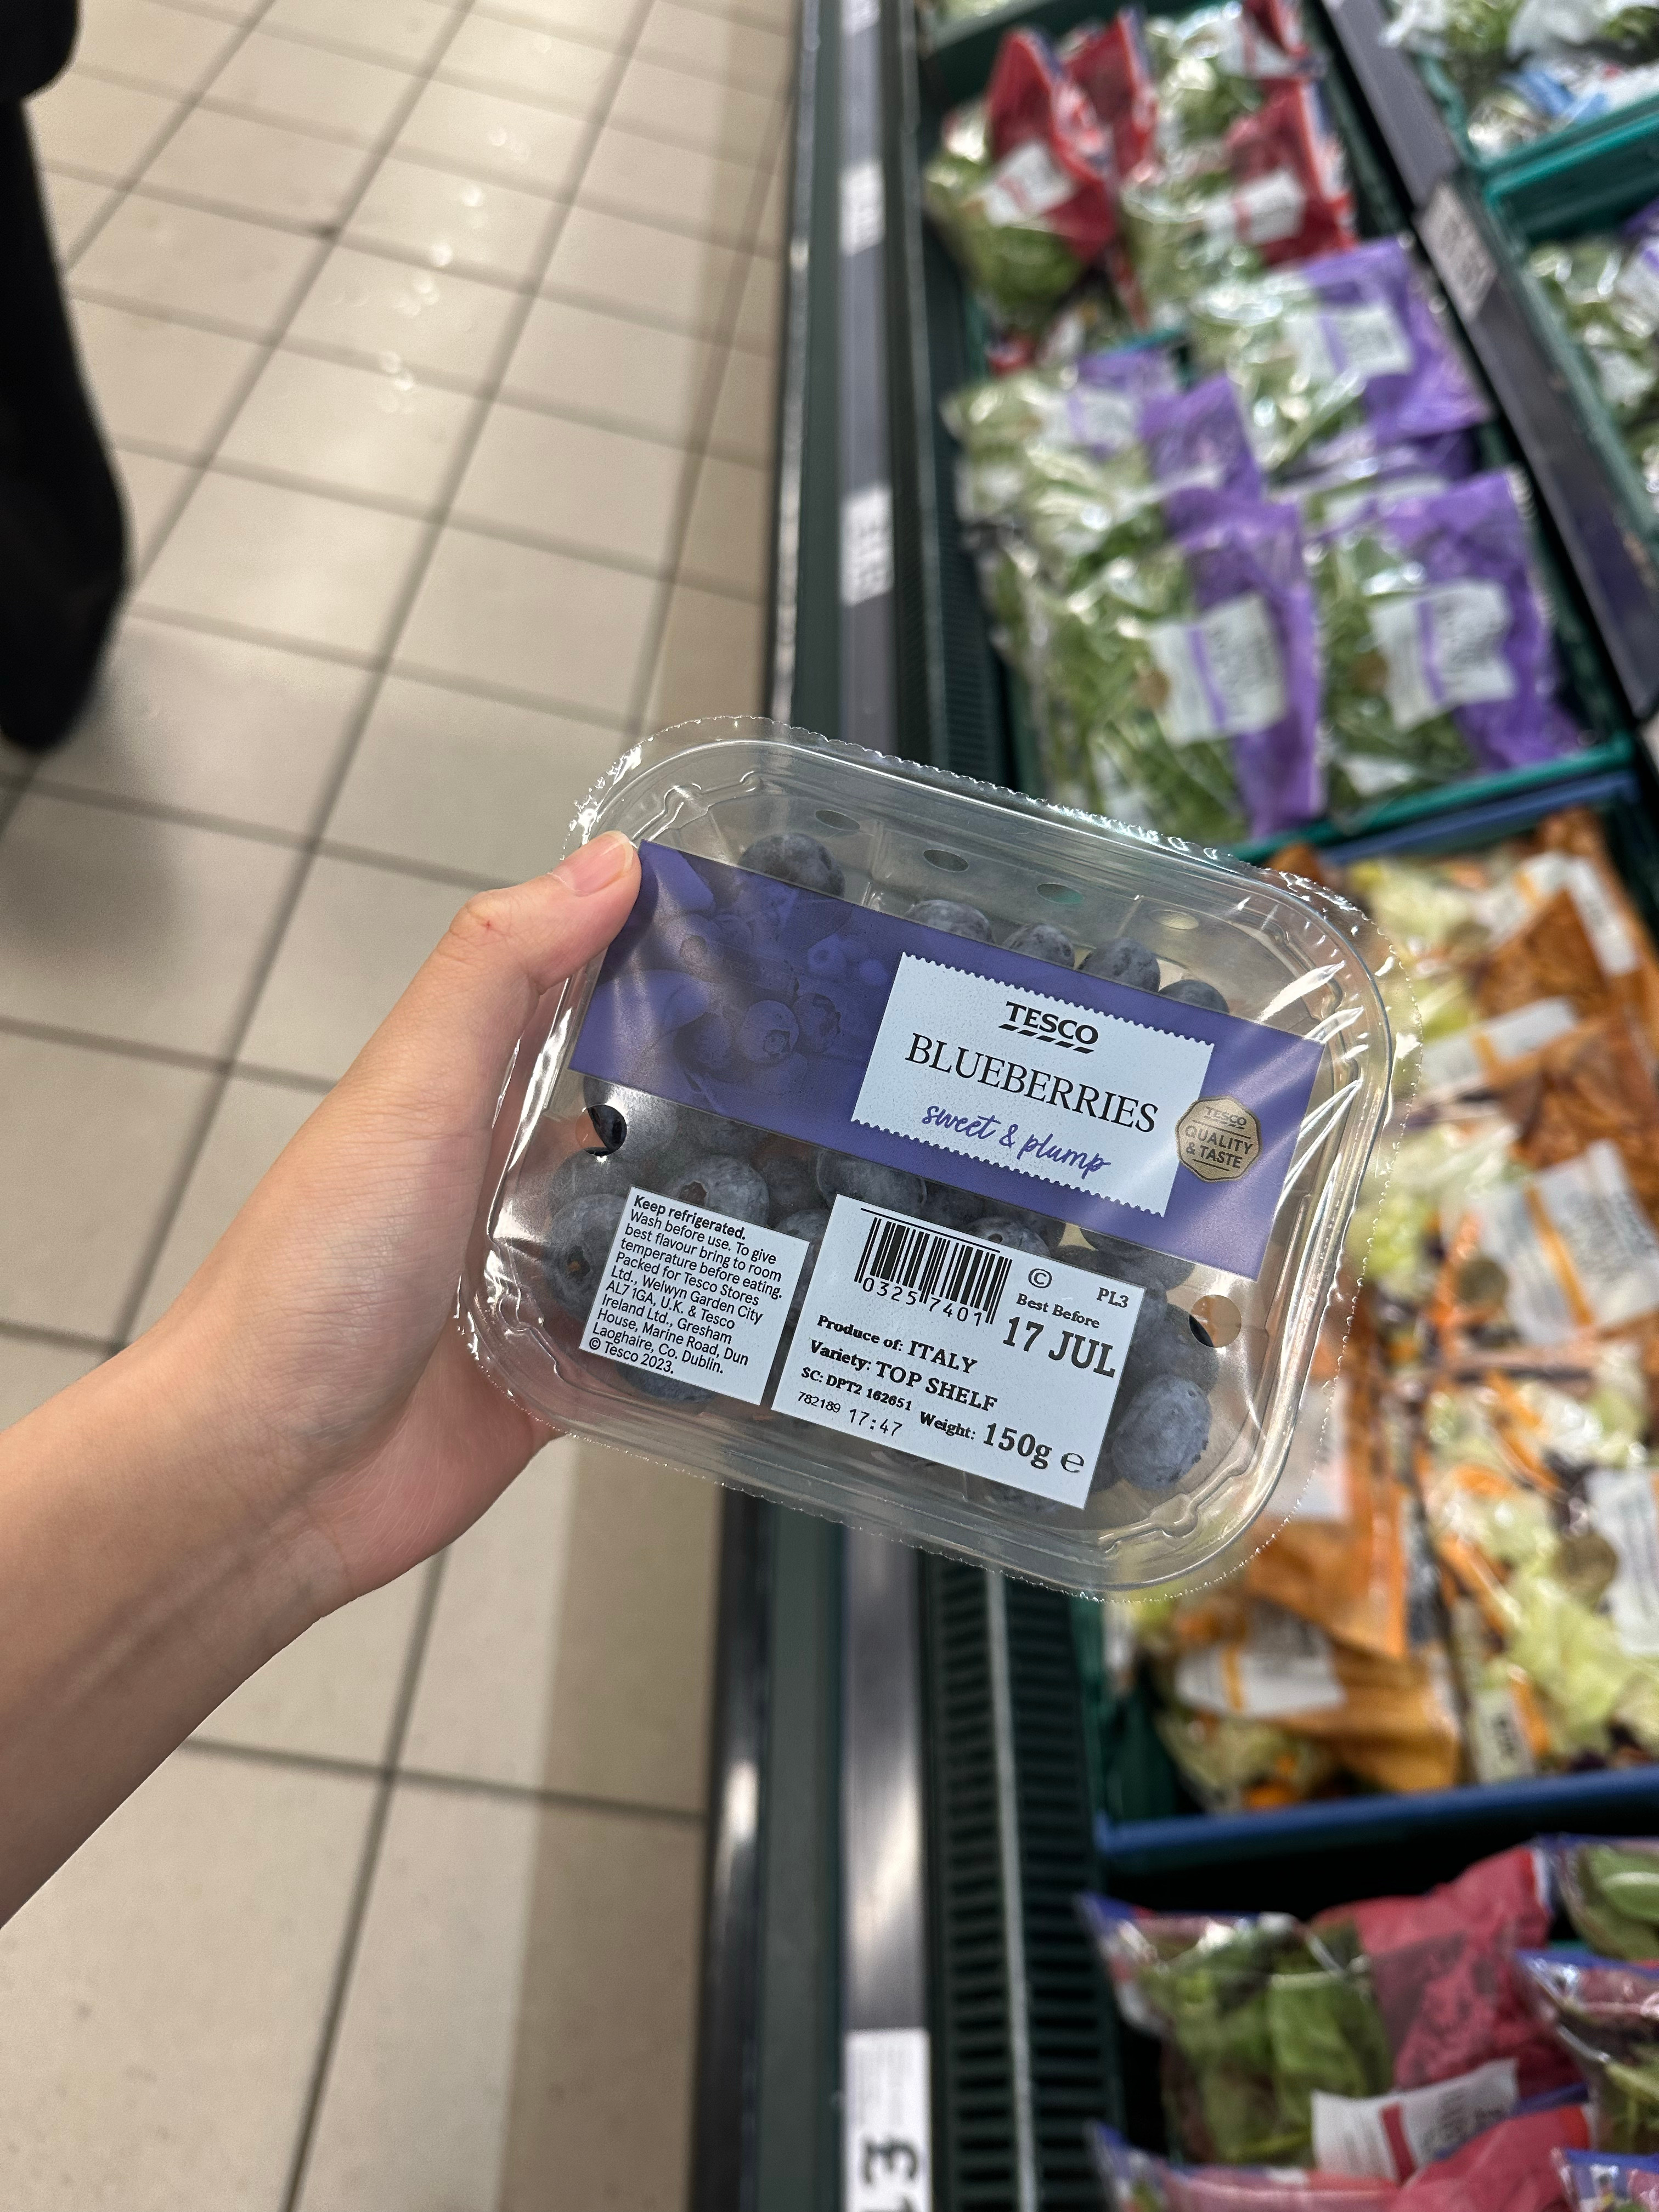 TESCO
BLUEBERRIES
sweet & plump
TESCO
QUALITY
& TASTE
Keep refrigerated.
Wash before use. To give
best flavour bring to room
temperature before eating.
Packed for Tesco Stores
Ltd., Welwyn Garden City
AL7 1GA, U.K. & Tesco
Ireland Ltd., Gresham
House, Marine Road, Dun
Laoghaire, Co. Dublin.
© Tesco 2023.
03257401
© PL3
Best Before
17 JUL
Produce of: ITALY
Variety: TOP SHELF
SC: DPT2 162651
782189 17:47 Weight: 150g ℮